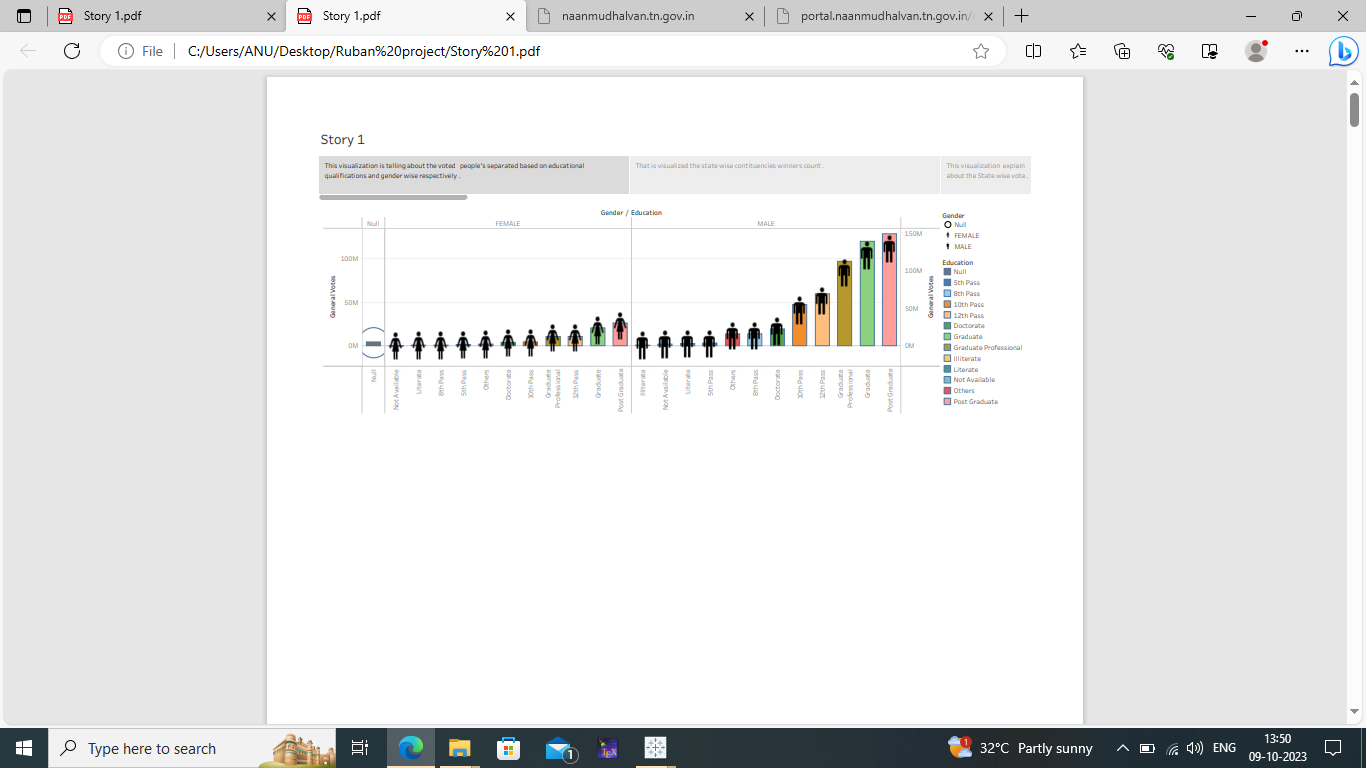 Story 1.pdf
Story 1.pdf
naanmudhalvan.tn.gov.in
portal.naanmudhalvan.tn.gov.in/
File
C:/Users/ANU/Desktop/Ruban%20project/Story%201.pdf
Story 1
This visualization is telling about the voted people's separated based on educational
qualifications and gender wise respectively .
That is visualized the state wise contituencies winners count .
This visualization explain
about the State wise vote..
Gender / Education
Null
FEMALE
MALE
General Votes
100M
50M
0M
150M
100M
50M
0M
General Votes
Null
Not Available
Literate
8th Pass
5th Pass
Others
Doctorate
10th Pass
Graduate
Professional
12th Pass
Graduate
Post Graduate
Illiterate
Not Available
Literate
5th Pass
Others
8th Pass
Doctorate
10th Pass
12th Pass
Graduate
Professional
Graduate
Post Graduate
Gender
Null
FEMALE
MALE
Education
Null
5th Pass
8th Pass
10th Pass
12th Pass
Doctorate
Graduate
Graduate Professional
Illiterate
Literate
Not Available
Others
Post Graduate
Type here to search
1
TEX
1
32°C Partly sunny
ENG
13:50
09-10-2023